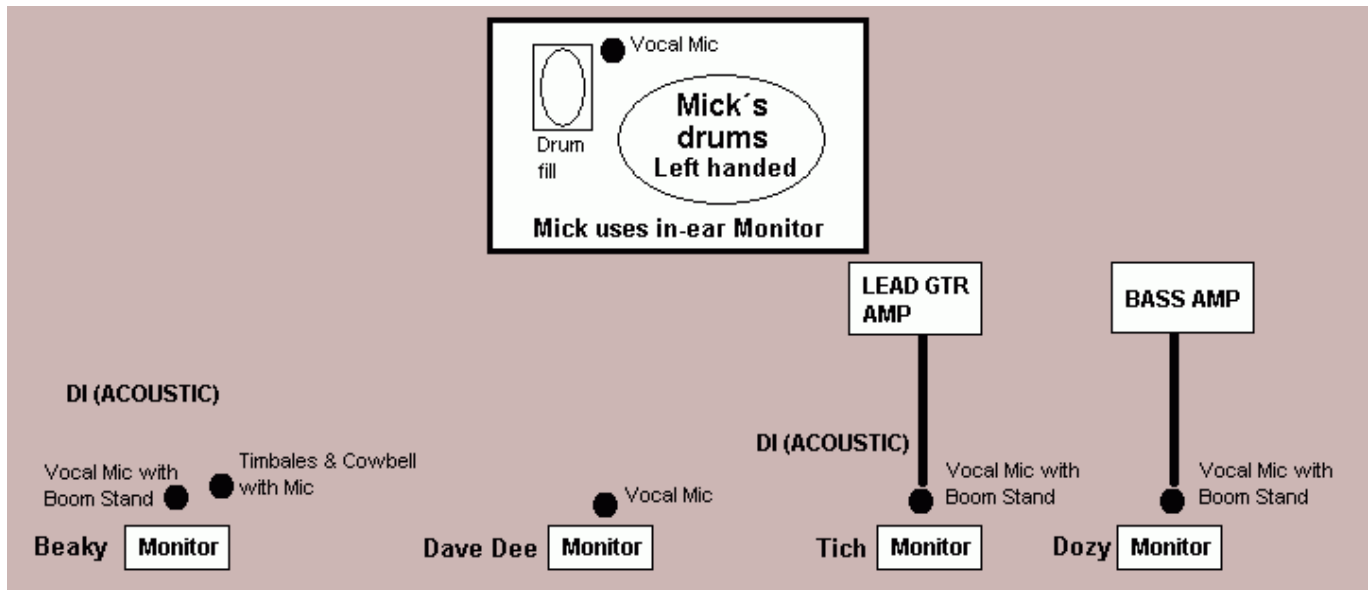 Vocal Mic
Mick´s
drums
Left handed
Drum
fill
Mick uses in-ear Monitor
LEAD GTR
AMP
BASS AMP
DI (ACOUSTIC)
DI (ACOUSTIC)
Vocal Mic with
Boom Stand
Timbales & Cowbell
with Mic
Vocal Mic
Vocal Mic with
Boom Stand
Vocal Mic with
Boom Stand
Beaky
Monitor
Dave Dee
Monitor
Tich
Monitor
Dozy
Monitor